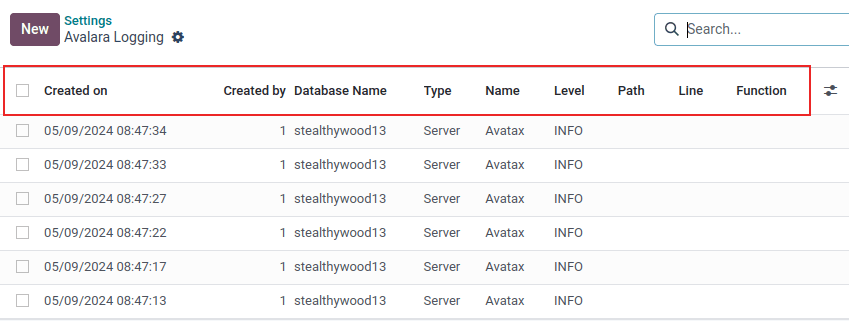 New
Settings
Avalara Logging
Search...
Created on Created by Database Name Type Name Level Path Line Function
05/09/2024 08:47:34 1 stealthywood13 Server Avatax INFO
05/09/2024 08:47:33 1 stealthywood13 Server Avatax INFO
05/09/2024 08:47:27 1 stealthywood13 Server Avatax INFO
05/09/2024 08:47:22 1 stealthywood13 Server Avatax INFO
05/09/2024 08:47:17 1 stealthywood13 Server Avatax INFO
05/09/2024 08:47:13 1 stealthywood13 Server Avatax INFO